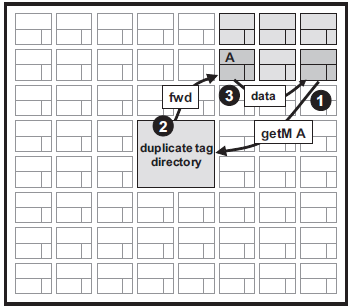 A
fwd
3
data
1
2
getM A
duplicate tag
directory